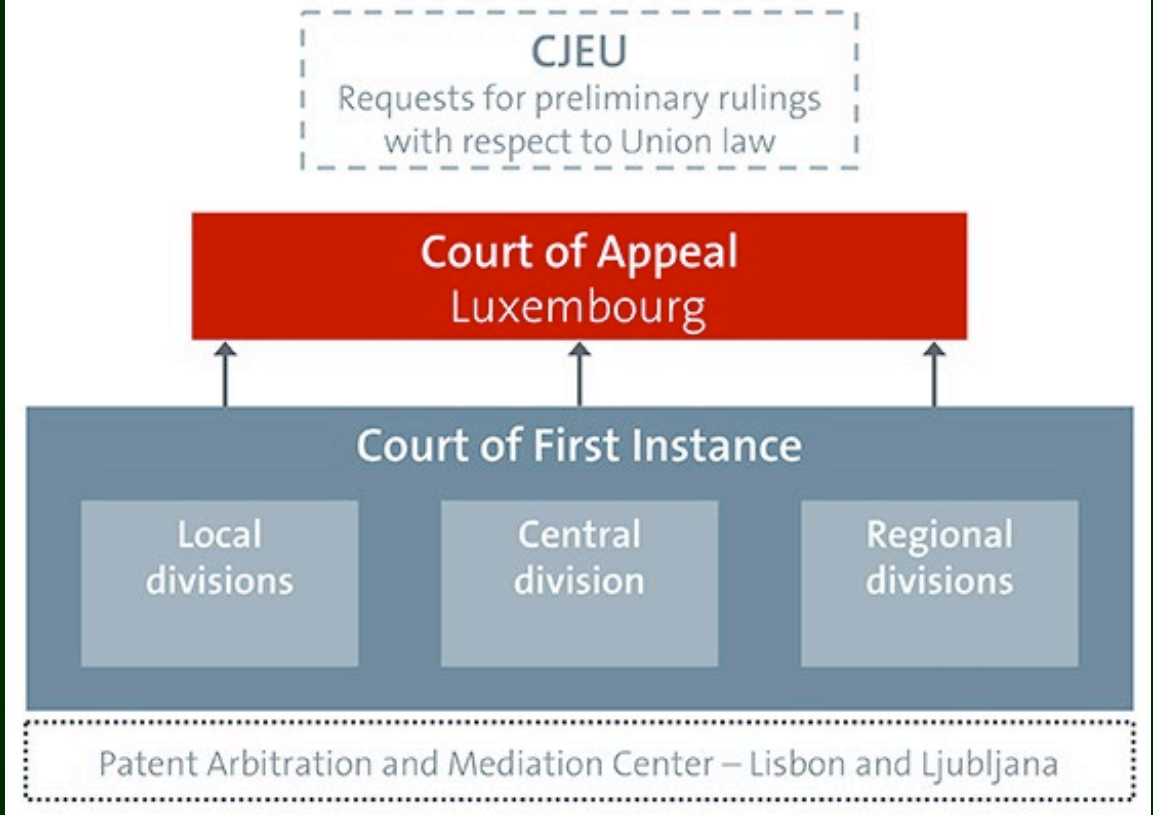 CJEU
Requests for preliminary rulings
with respect to Union law
Court of Appeal
Luxembourg
Court of First Instance
Local
divisions
Central
division
Regional
divisions
Patent Arbitration and Mediation Center – Lisbon and Ljubljana